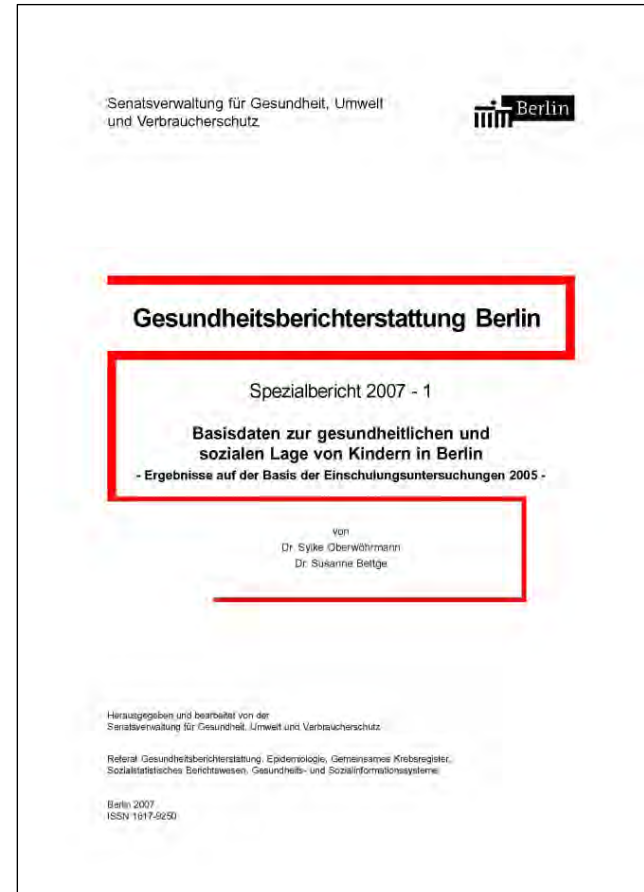 Senatsverwaltung für Gesundheit, Umwelt
und Verbraucherschutz
Berlin
Gesundheitsberichterstattung Berlin
Spezialbericht 2007 - 1
Basisdaten zur gesundheitlichen und
sozialen Lage von Kindern in Berlin
- Ergebnisse auf der Basis der Einschulungsuntersuchungen 2005 -
von
Dr. Sylke Oberwöhrmann
Dr. Susanne Bettge
Herausgegeben und bearbeitet von der
Senatsverwaltung für Gesundheit, Umwelt und Verbraucherschutz
Referat Gesundheitsberichterstattung, Epidemiologie, Gemeinsames Krebsregister,
Sozialstatistisches Berichtswesen, Gesundheits- und Sozialinformationssysteme
Berlin 2007
ISSN 1617-9250